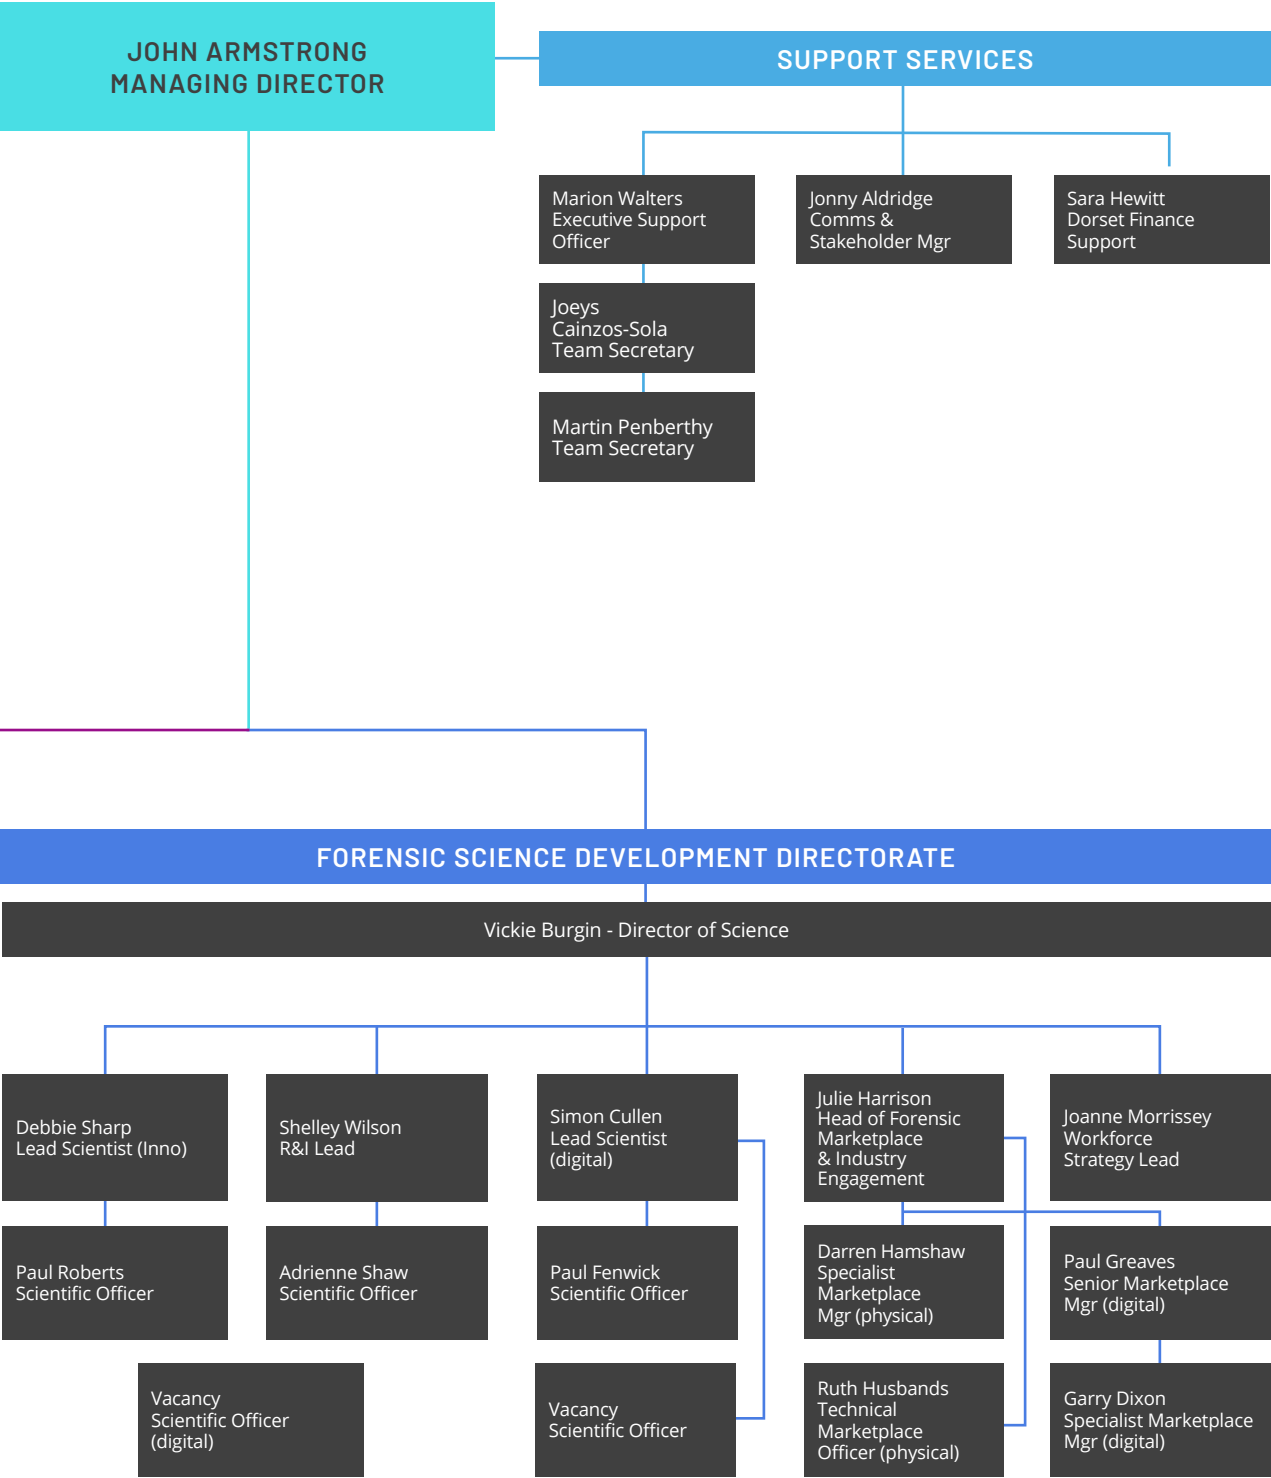 JOHN ARMSTRONG
MANAGING DIRECTOR
SUPPORT SERVICES
Marion Walters
Executive Support
Officer
Jonny Aldridge
Comms &
Stakeholder Mgr
Sara Hewitt
Dorset Finance
Support
Joeys
Cainzos-Sola
Team Secretary
Martin Penberthy
Team Secretary
FORENSIC SCIENCE DEVELOPMENT DIRECTORATE
Vickie Burgin - Director of Science
Debbie Sharp
Lead Scientist (Inno)
Shelley Wilson
R&I Lead
Simon Cullen
Lead Scientist
(digital)
Julie Harrison
Head of Forensic
Marketplace
& Industry
Engagement
Joanne Morrissey
Workforce
Strategy Lead
Paul Roberts
Scientific Officer
Adrienne Shaw
Scientific Officer
Paul Fenwick
Scientific Officer
Darren Hamshaw
Specialist
Marketplace
Mgr (physical)
Paul Greaves
Senior Marketplace
Mgr (digital)
Vacancy
Scientific Officer
(digital)
Vacancy
Scientific Officer
Ruth Husbands
Technical
Marketplace
Officer (physical)
Garry Dixon
Specialist Marketplace
Mgr (digital)